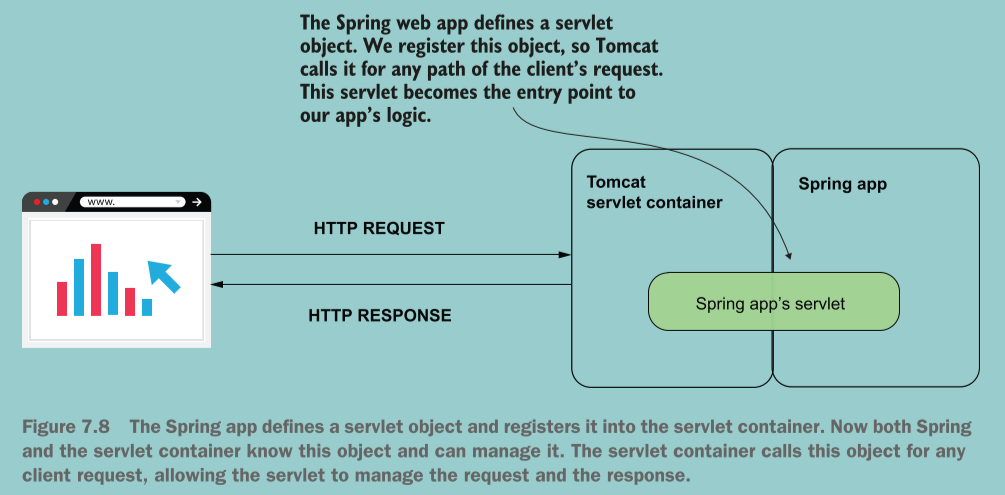 The Spring web app defines a servlet
object. We register this object, so Tomcat
calls it for any path of the client's request.
This servlet becomes the entry point to
our app's logic.
www.
HTTP REQUEST
HTTP RESPONSE
Tomcat
servlet container
Spring app
Spring app's servlet
Figure 7.8 The Spring app defines a servlet object and registers it into the servlet container. Now both Spring
and the servlet container know this object and can manage it. The servlet container calls this object for any
client request, allowing the servlet to manage the request and the response.